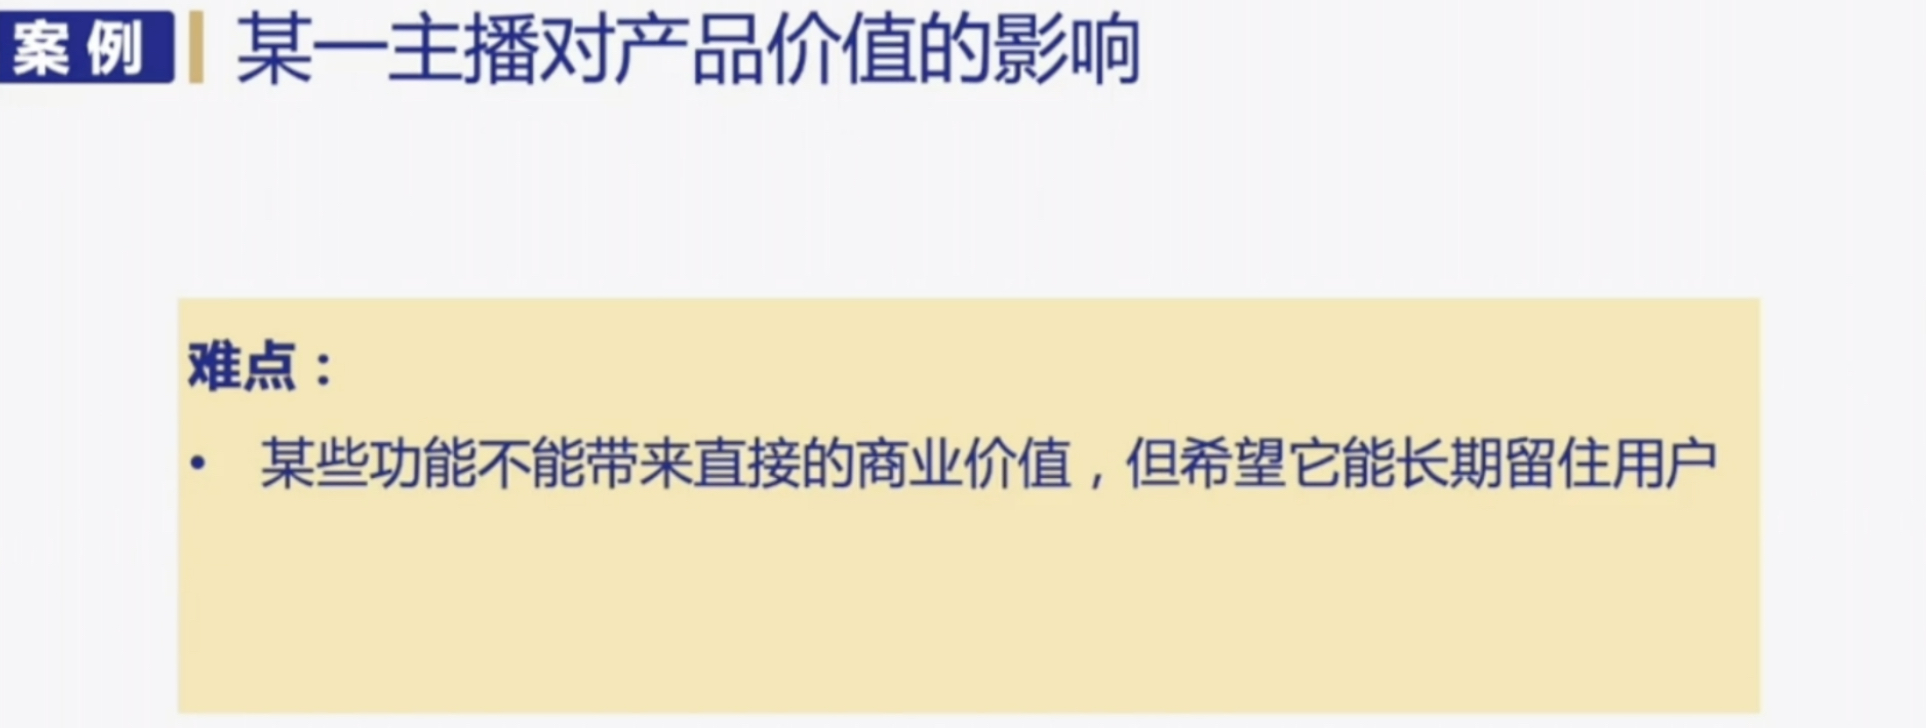 案例 某一主播对产品价值的影响
难点：
• 某些功能不能带来直接的商业价值，但希望它能长期留住用户